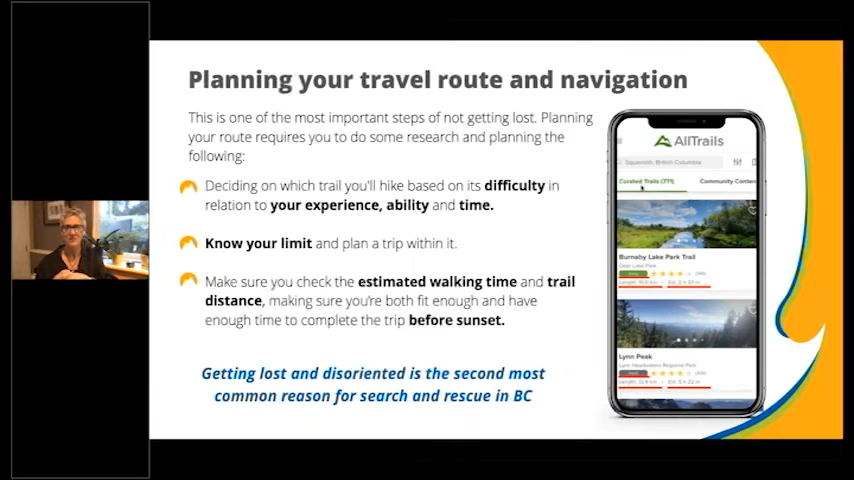 Planning your travel route and navigation
This is one of the most important steps of not getting lost. Planning
your route requires you to do some research and planning the
following:
Deciding on which trail you'll hike based on its difficulty in
relation to your experience, ability and time.
Know your limit and plan a trip within it.
Make sure you check the estimated walking time and trail
distance, making sure you're both fit enough and have
enough time to complete the trip before sunset.
Getting lost and disoriented is the second most
common reason for search and rescue in BC
AllTrails
Squamish, British Columbia
Curated Trails (771)
Community Conten
Burnaby Lake Park Trail
Deer Lake Park
Lynn Peak
Lynn Headwaters Regional Park